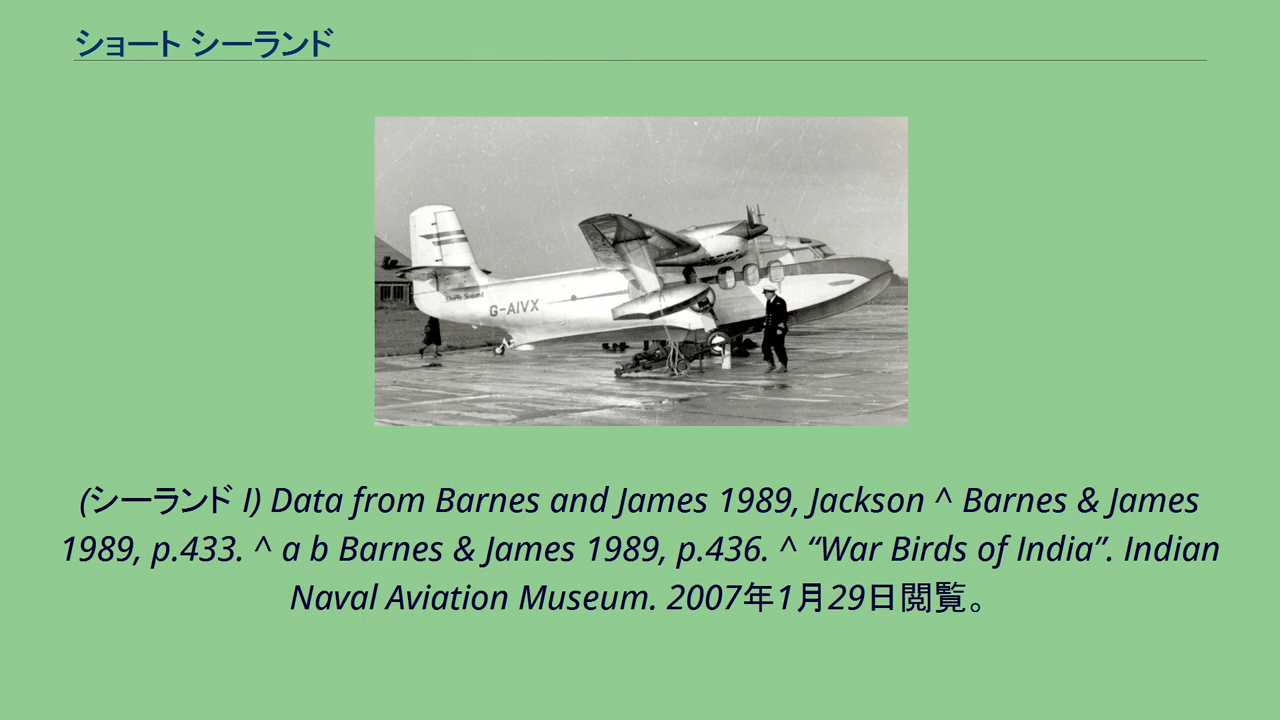 ショート シーランド
G-AIVX
(シーランド I) Data from Barnes and James 1989, Jackson ^ Barnes & James
1989, p.433. ^ a b Barnes & James 1989, p.436. ^ “War Birds of India”. Indian
Naval Aviation Museum. 2007年1月29日閲覧。